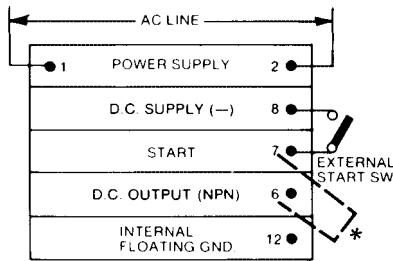 AC LINE
1 POWER SUPPLY 2
D.C. SUPPLY (—) 8
START 7
EXTERNAL
START SW
D.C. OUTPUT (NPN) 6
INTERNAL
FLOATING GND. 12
*